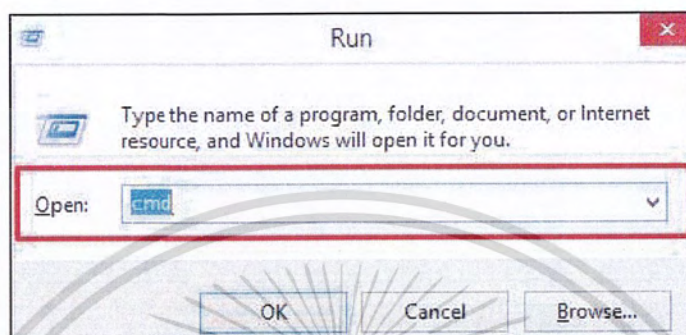 Run
Type the name of a program, folder, document, or Internet
resource, and Windows will open it for you.
Open: cmd
OK Cancel Browse...